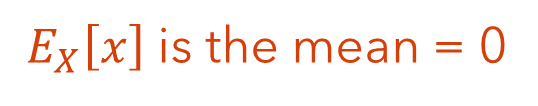 $E_X[x]$ is the mean = 0